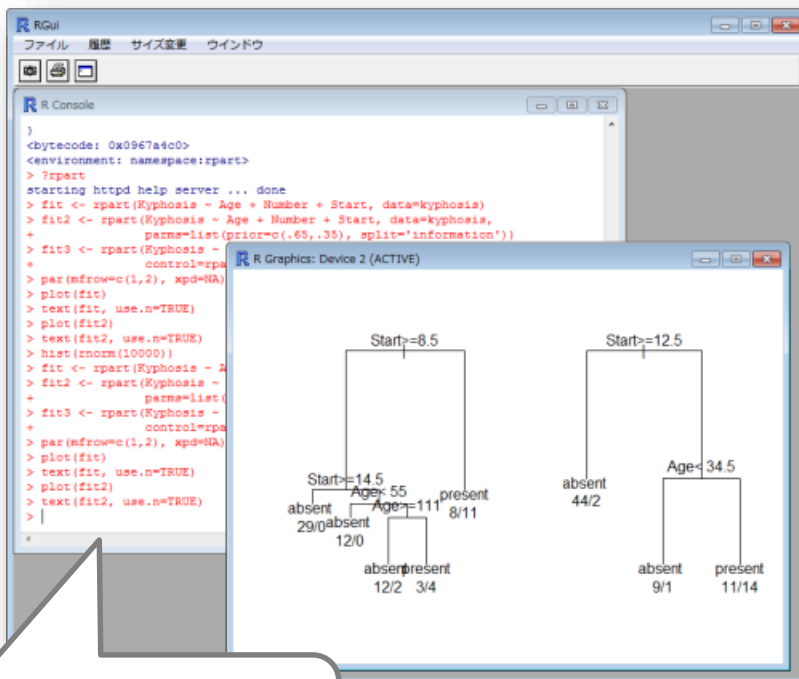 RGui
ファイル 履歴 サイズ変更 ウインドウ
R Console
}
<bytecode: 0x0967a4c0>
<environment: namespace:rpart>
> ?rpart
starting httpd help server ... done
> fit <- rpart(Kyphosis ~ Age + Number + Start, data=kyphosis)
> fit2 <- rpart(Kyphosis ~ Age + Number + Start, data=kyphosis,
+ parms=list(prior=c(.65,.35), split='information'))
> fit3 <- rpart(Kyphosis ~
+ control=rpa
> par(mfrow=c(1,2), xpd=NA)
> plot(fit)
> text(fit, use.n=TRUE)
> plot(fit2)
> text(fit2, use.n=TRUE)
> hist(rnorm(10000))
> fit <- rpart(Kyphosis ~ A
> fit2 <- rpart(Kyphosis ~
+ parms=list(
> fit3 <- rpart(Kyphosis ~
+ control=rpa
> par(mfrow=c(1,2), xpd=NA)
> plot(fit)
> text(fit, use.n=TRUE)
> plot(fit2)
> text(fit2, use.n=TRUE)
>
R Graphics: Device 2 (ACTIVE)
Start>=8.5
Start>=14.5
Age< 55
Age>=111
absent
29/0
absent
12/0
absent
12/2
present
3/4
present
8/11
Start>=12.5
absent
44/2
Age< 34.5
absent
9/1
present
11/14